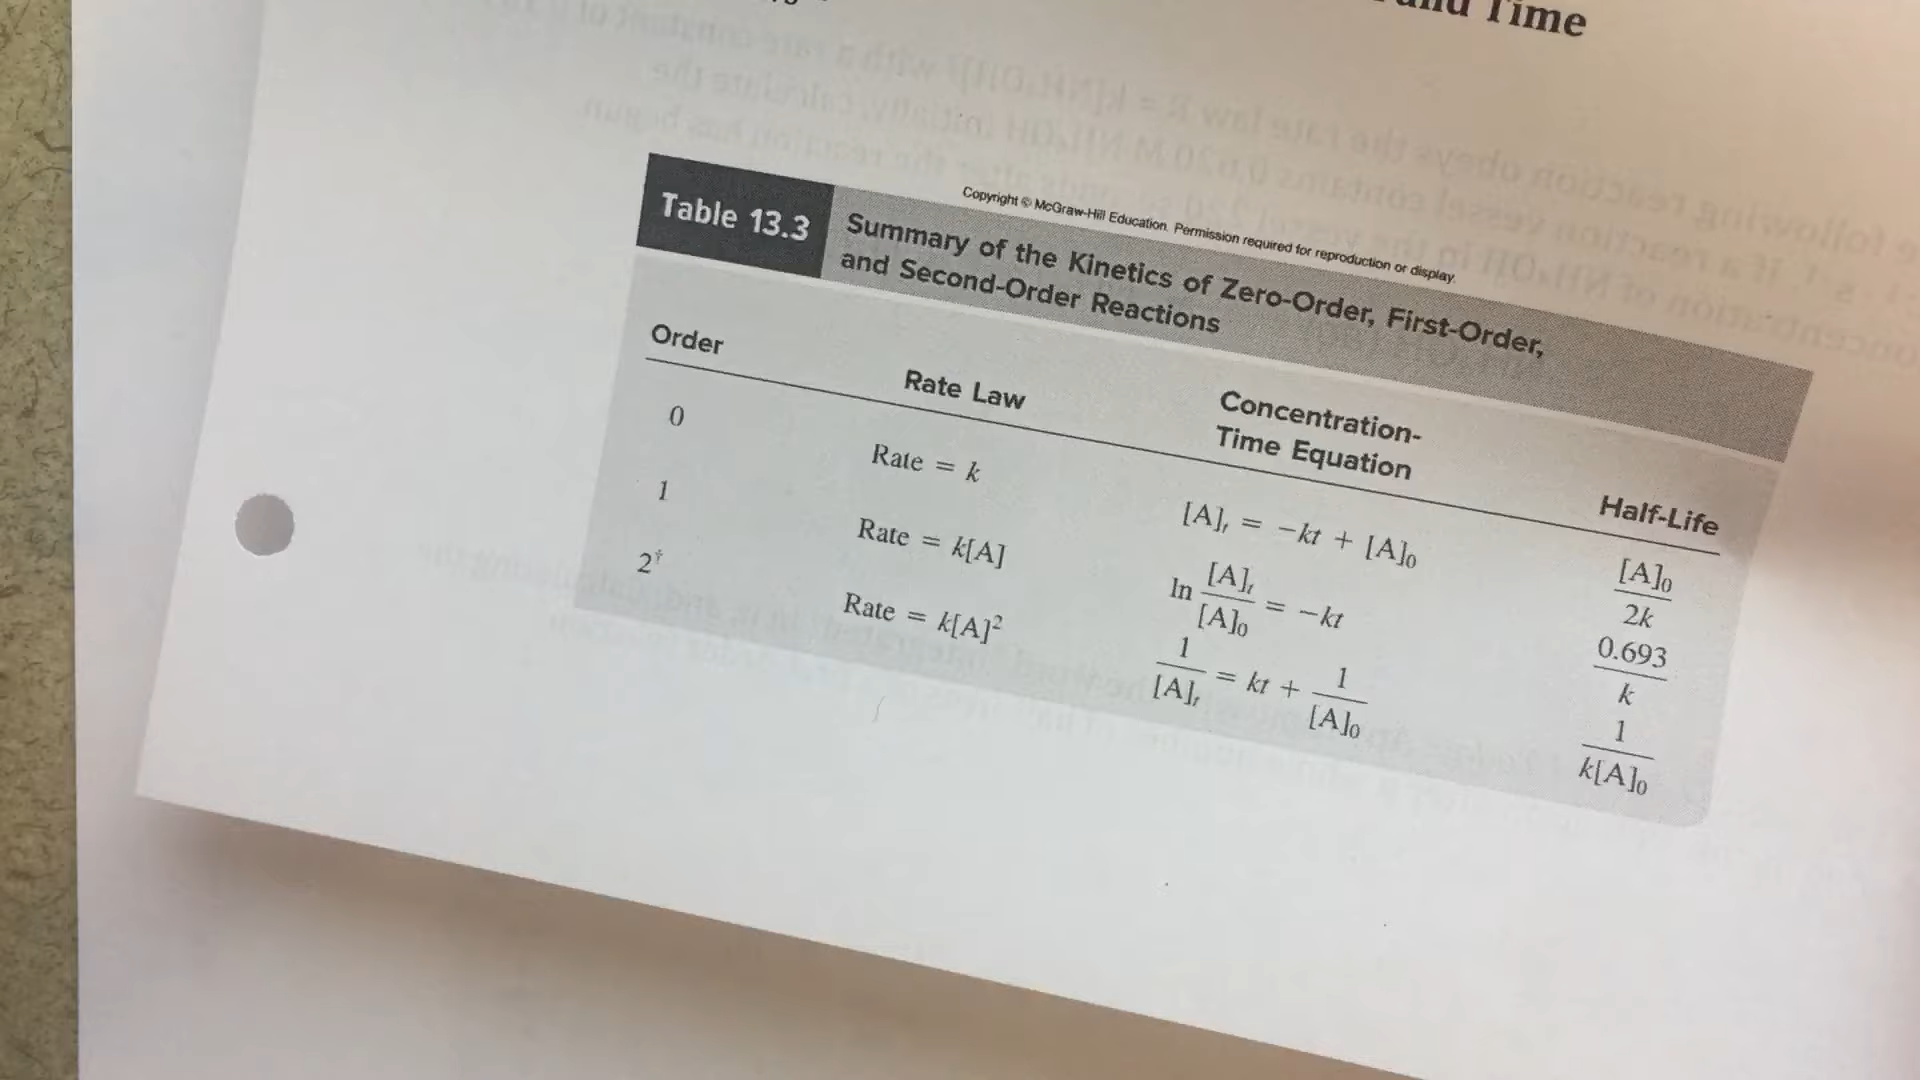 and Time
Copyright © McGraw-Hill Education. Permission required for reproduction or display.
Table 13.3
Summary of the Kinetics of Zero-Order, First-Order,
and Second-Order Reactions
Order
Rate Law
Concentration-
Time Equation
Half-Life
0
Rate = k
[A]ₜ = −kt + [A]₀
[A]₀
2k
1
Rate = k[A]
ln [A]ₜ/[A]₀ = −kt
0.693
k
2†
Rate = k[A]²
1/[A]ₜ = kt + 1/[A]₀
1
k[A]₀